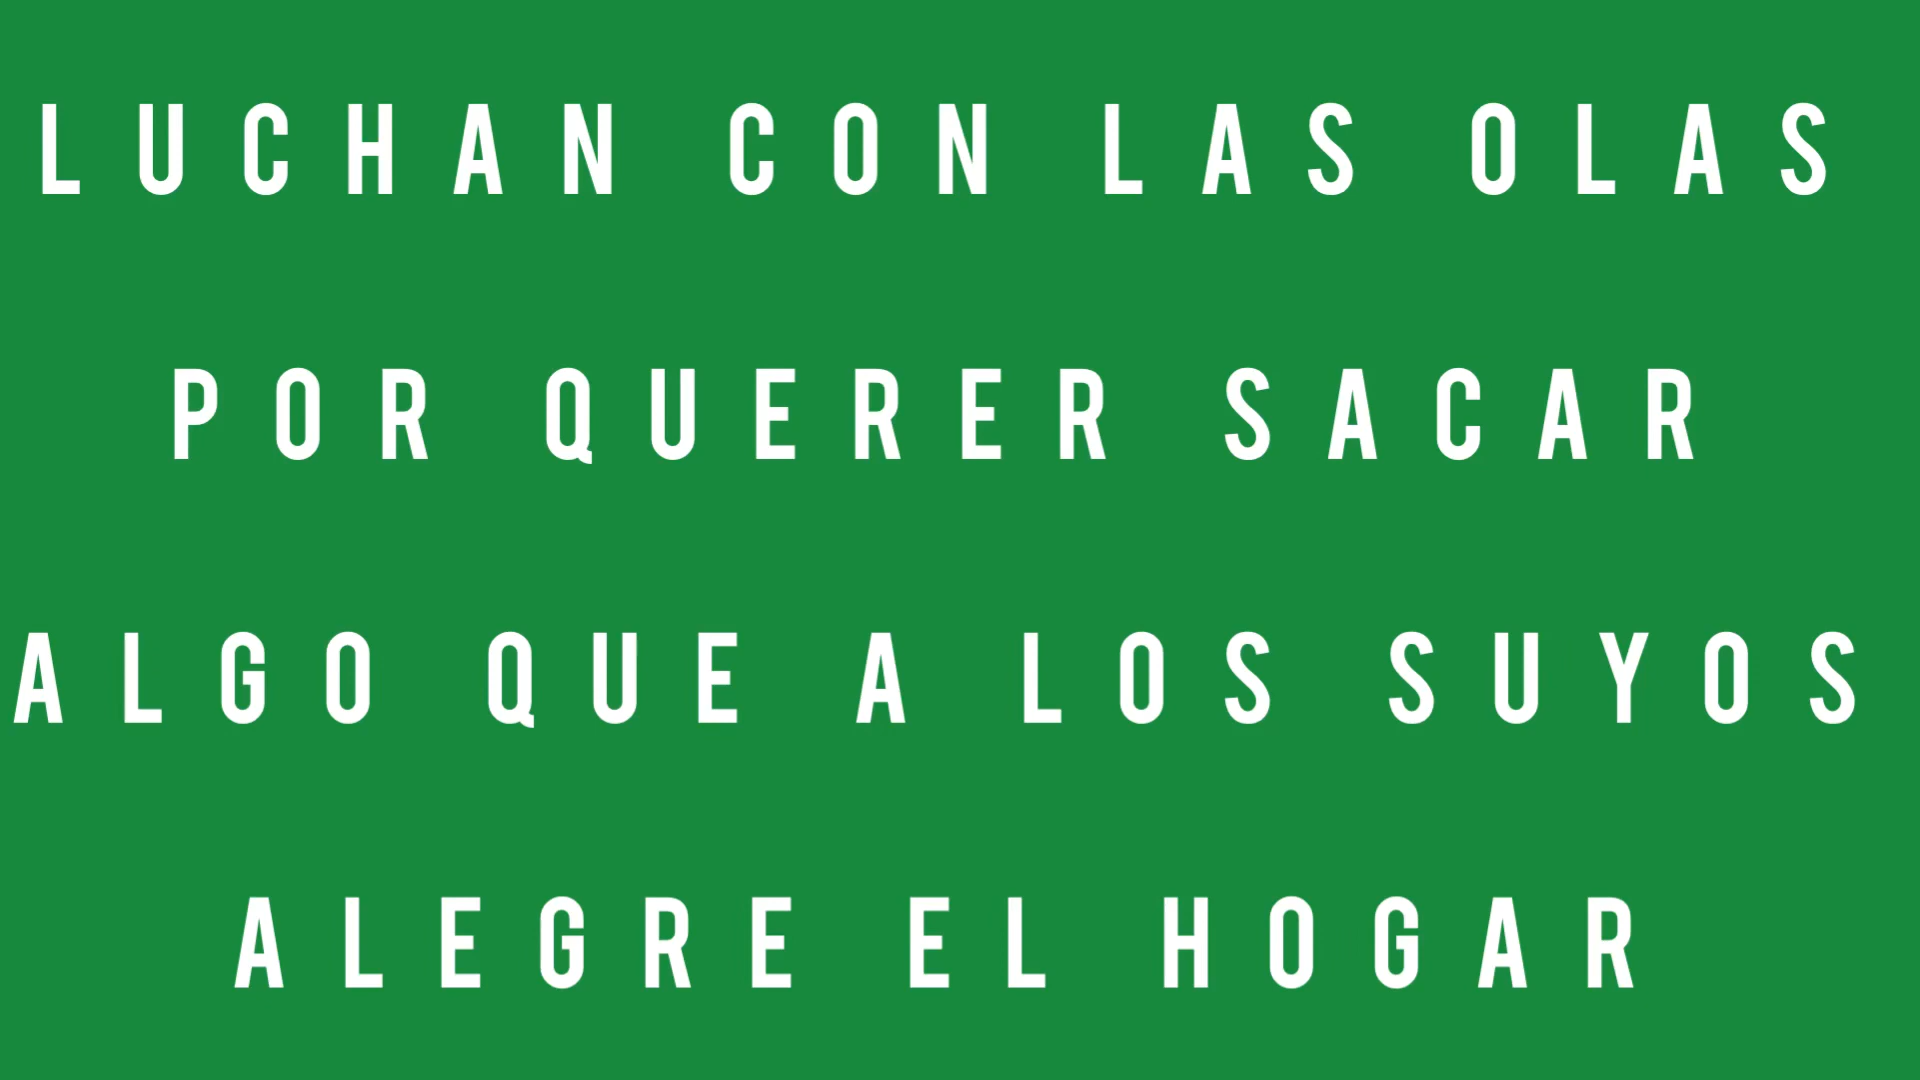 LUCHAN CON LAS OLAS
POR QUERER SACAR
ALGO QUE A LOS SUYOS
ALEGRE EL HOGAR